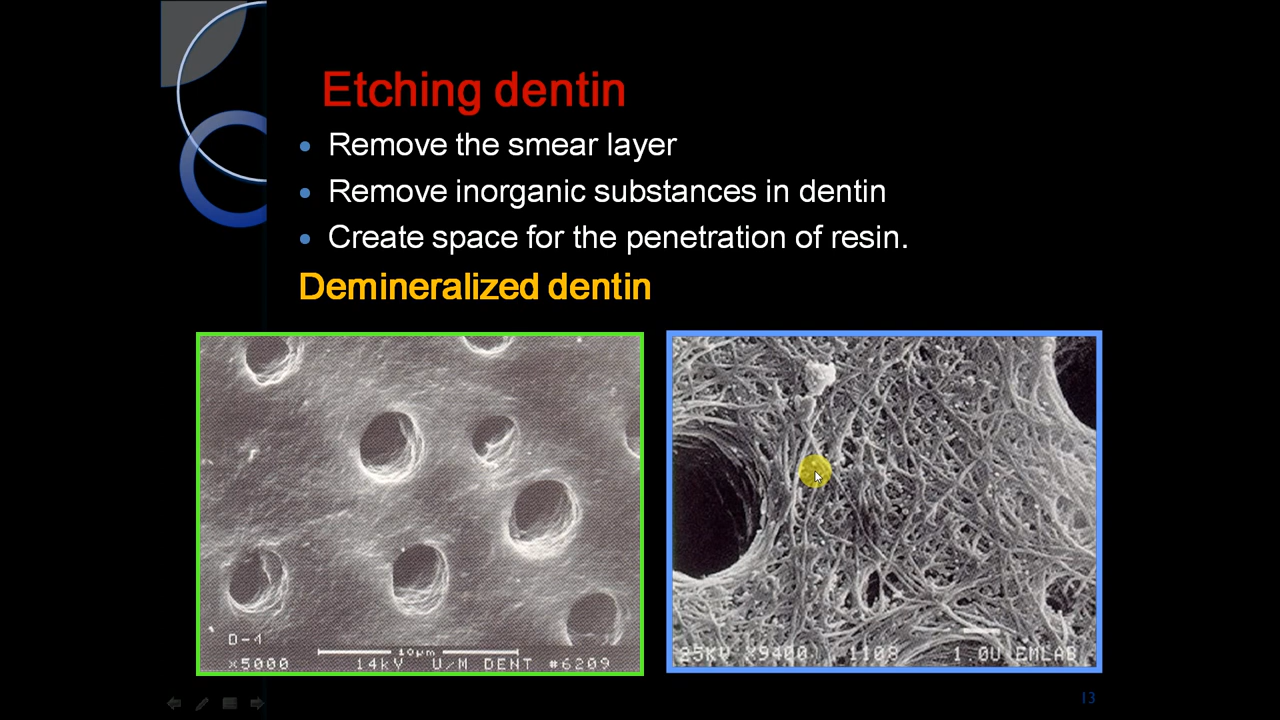 Etching dentin
Remove the smear layer
Remove inorganic substances in dentin
Create space for the penetration of resin.
Demineralized dentin
D-4
10µm
x5000 14kV U/M DENT #6209
25KV X9400 1108 1.0U EMLAB
13